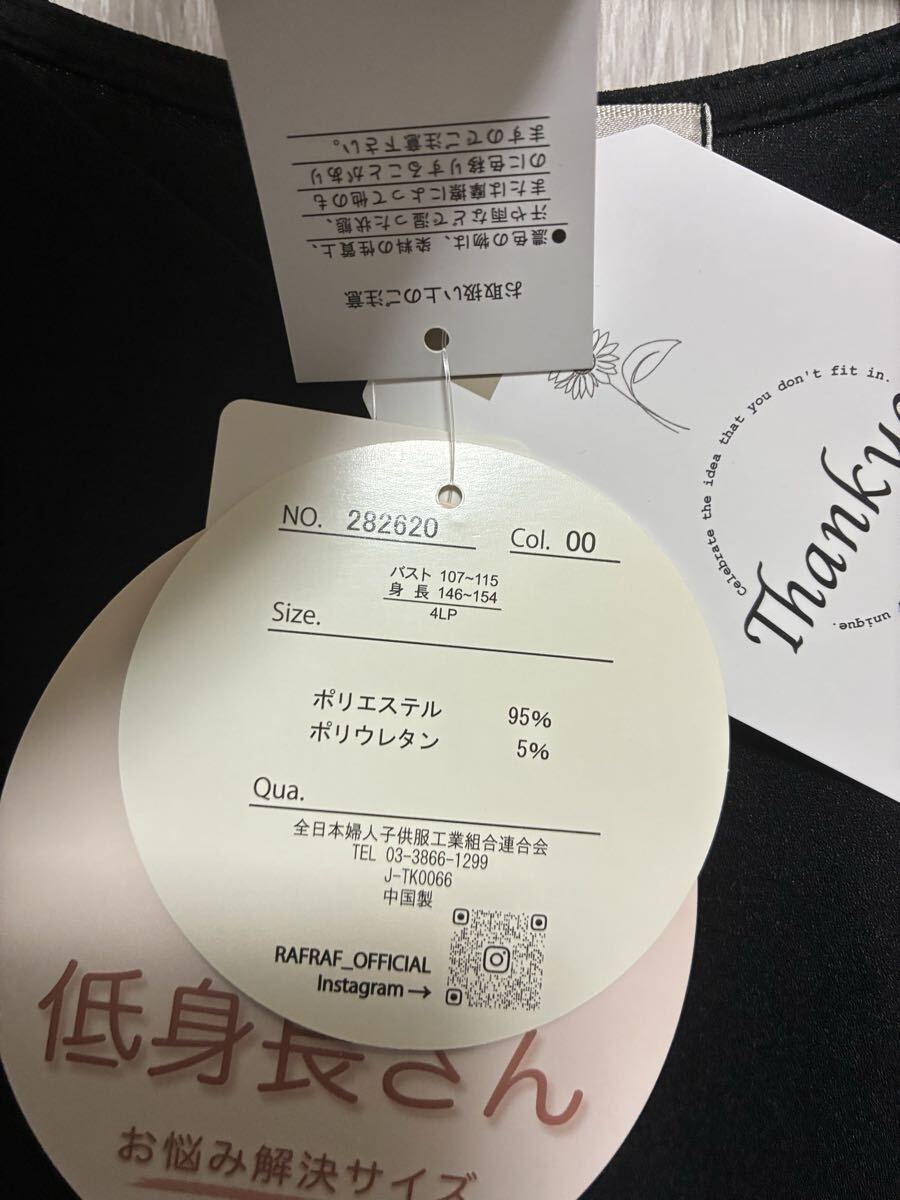 お取扱い上のご注意
●濃色の物は、染料の性質上、
汗や雨などで湿った状態、
または摩擦によって他のも
のに色移りすることがあり
ますのでご注意下さい。
Celebrate the idea that you don't fit in.
unique.
NO. 282620
Col. 00
バスト 107~115
身 長 146~154
4LP
Size.
ポリエステル 95%
ポリウレタン 5%
Qua.
全日本婦人子供服工業組合連合会
TEL 03-3866-1299
J-TK0066
中国製
RAFRAF_OFFICIAL
Instagram→
低身長さん
お悩み解決サイズ